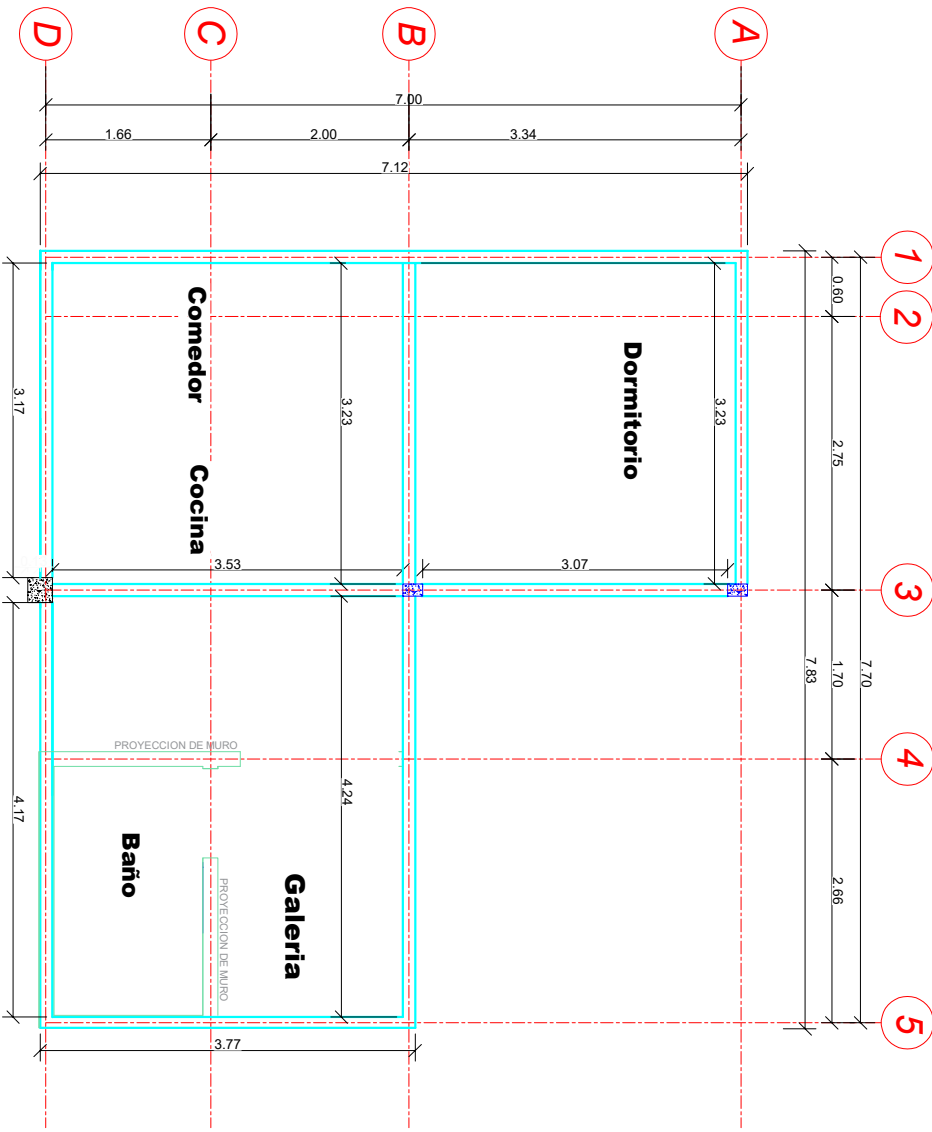 D
C
B
A
7.00
1.66
2.00
3.34
7.12
1
2
3
4
5
0.60
2.75
1.70
2.66
7.70
7.83
Comedor
Cocina
Dormitorio
3.17
3.23
3.23
3.53
3.07
PROYECCION DE MURO
4.17
4.24
Baño
Galeria
PROYECCION DE MURO
3.77